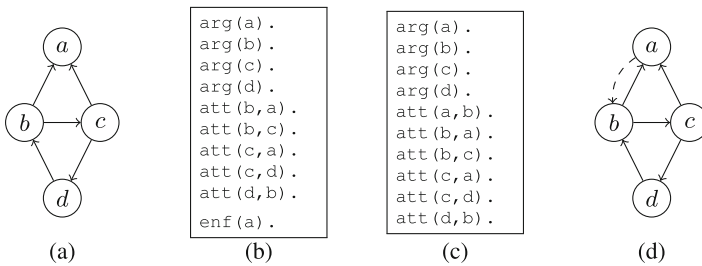 a
b
c
d
(a)
arg(a).
arg(b).
arg(c).
arg(d).
att(b,a).
att(b,c).
att(c,a).
att(c,d).
att(d,b).
enf(a).
(b)
arg(a).
arg(b).
arg(c).
arg(d).
att(a,b).
att(b,a).
att(b,c).
att(c,a).
att(c,d).
att(d,b).
(c)
a
b
c
d
(d)